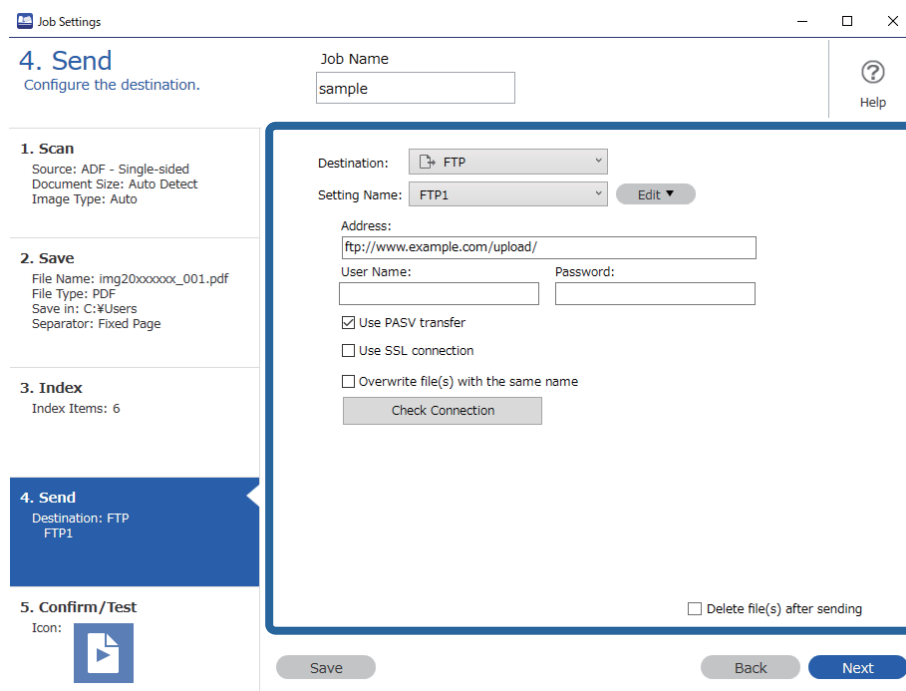 Job Settings
4. Send
Configure the destination.
Job Name
sample
Help
1. Scan
Source: ADF - Single-sided
Document Size: Auto Detect
Image Type: Auto
2. Save
File Name: img20xxxxxx_001.pdf
File Type: PDF
Save in: C:¥Users
Separator: Fixed Page
3. Index
Index Items: 6
4. Send
Destination: FTP
FTP1
5. Confirm/Test
Icon:
Destination: FTP
Setting Name: FTP1 Edit ▼
Address:
ftp://www.example.com/upload/
User Name: Password:
Use PASV transfer
Use SSL connection
Overwrite file(s) with the same name
Check Connection
Delete file(s) after sending
Save Back Next